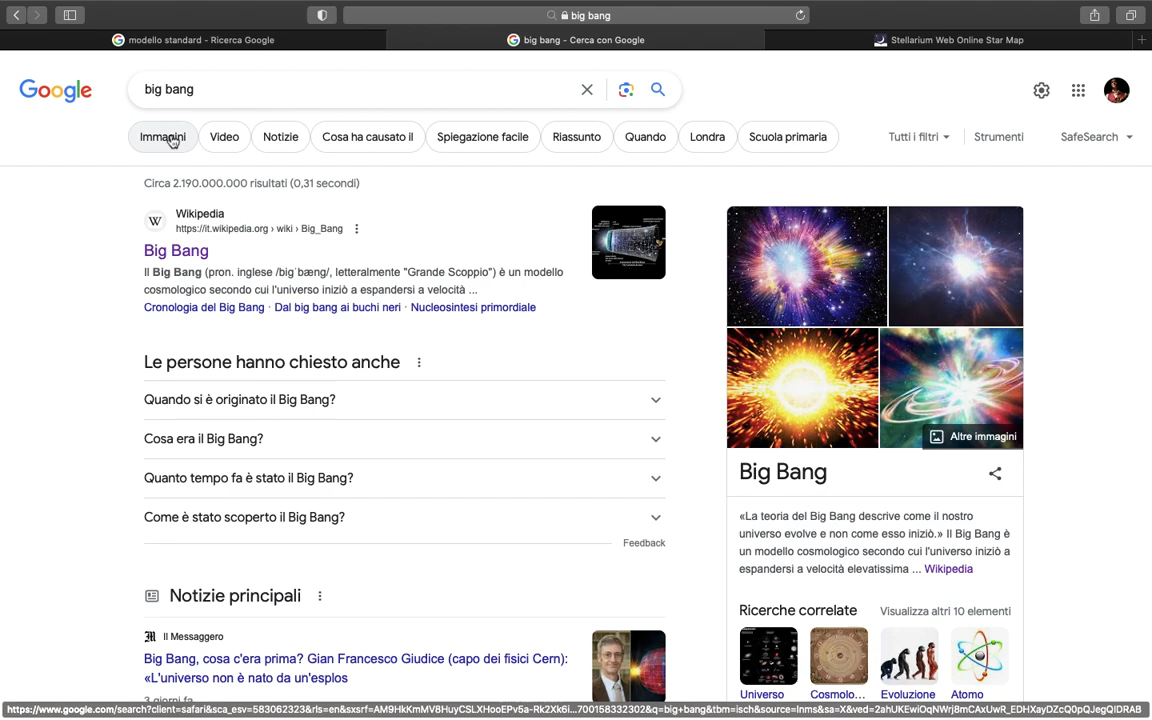 big bang
modello standard - Ricerca Google
big bang - Cerca con Google
Stellarium Web Online Star Map
Google
big bang
Immagini
Video
Notizie
Cosa ha causato il
Spiegazione facile
Riassunto
Quando
Londra
Scuola primaria
Tutti i filtri
Strumenti
SafeSearch
Circa 2.190.000.000 risultati (0,31 secondi)
W
Wikipedia
https://it.wikipedia.org › wiki › Big_Bang
Big Bang
Il Big Bang (pron. inglese /bigˈbæng/, letteralmente "Grande Scoppio") è un modello
cosmologico secondo cui l'universo iniziò a espandersi a velocità ...
Cronologia del Big Bang · Dal big bang ai buchi neri · Nucleosintesi primordiale
Le persone hanno chiesto anche
Quando si è originato il Big Bang?
Cosa era il Big Bang?
Quanto tempo fa è stato il Big Bang?
Come è stato scoperto il Big Bang?
Feedback
Notizie principali
Il Messaggero
Big Bang, cosa c'era prima? Gian Francesco Giudice (capo dei fisici Cern):
«L'universo non è nato da un'esplos
3 giorni fa
Altre immagini
Big Bang
«La teoria del Big Bang descrive come il nostro
universo evolve e non come esso iniziò.» Il Big Bang è
un modello cosmologico secondo cui l'universo iniziò a
espandersi a velocità elevatissima ... Wikipedia
Ricerche correlate
Visualizza altri 10 elementi
Universo
Cosmolo...
Evoluzione
Atomo